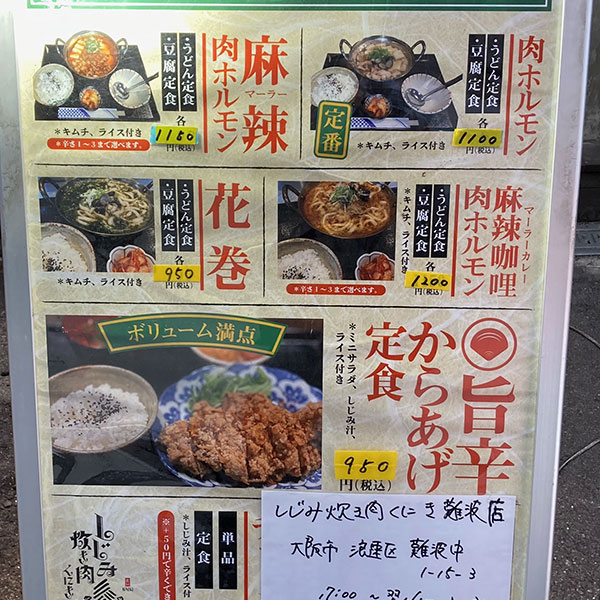 肉ホルモン
・うどん定食
・豆腐定食
各
1100
円(税込)
定番
＊キムチ、ライス付き
麻辣
マーラー
肉ホルモン
・うどん定食
・豆腐定食
各
1150
円(税込)
＊キムチ、ライス付き
＊辛さ1〜3まで選べます。
麻辣咖哩
マーラーカレー
肉ホルモン
・うどん定食
・豆腐定食
各
1200
円(税込)
＊キムチ、ライス付き
＊辛さ1〜3まで選べます。
花巻
・うどん定食
・豆腐定食
各
950
円(税込)
＊キムチ、ライス付き
ボリューム満点
旨辛
からあげ
定食
＊ミニサラダ、しじみ汁、
ライス付き
950
円(税込)
単品
定食
＊しじみ汁、ライス付
※＋50円で辛くでき
しじみ
炊き肉
くにき
しじみ炊き肉くにき難波店
大阪市 浪速区 難波中
1-15-3
17:00 〜